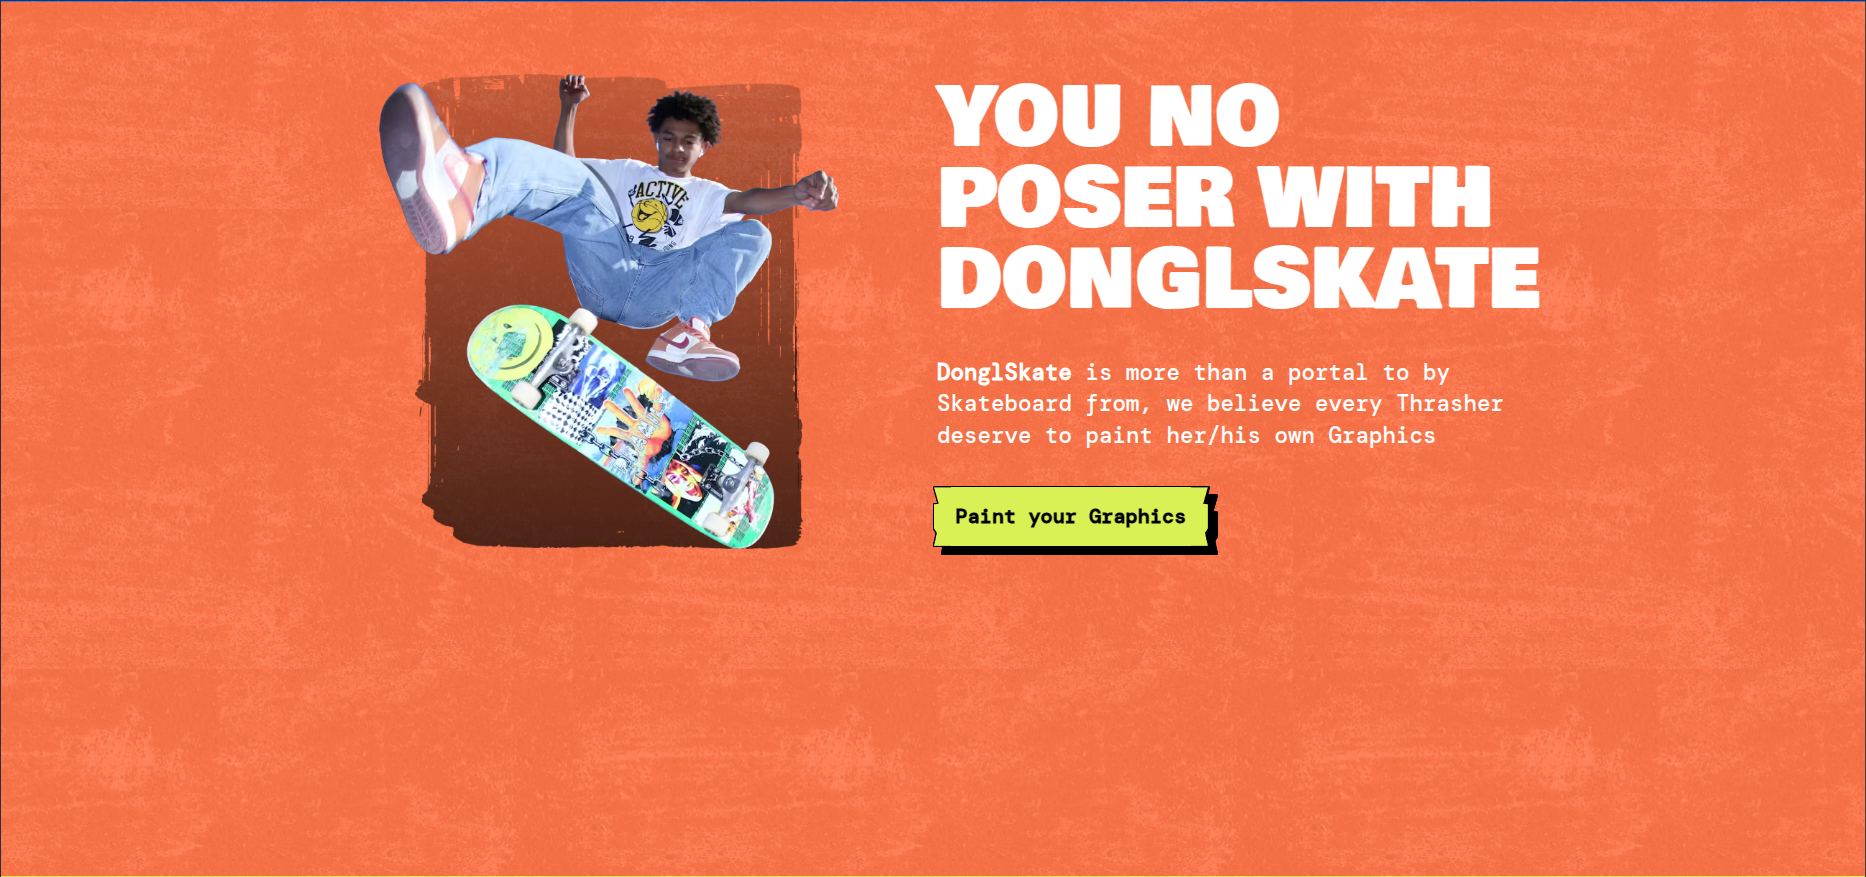 YOU NO
POSER WITH
DONGLSKATE
DonglSkate is more than a portal to by
Skateboard from, we believe every Thrasher
deserve to paint her/his own Graphics
Paint your Graphics
ACTIVE